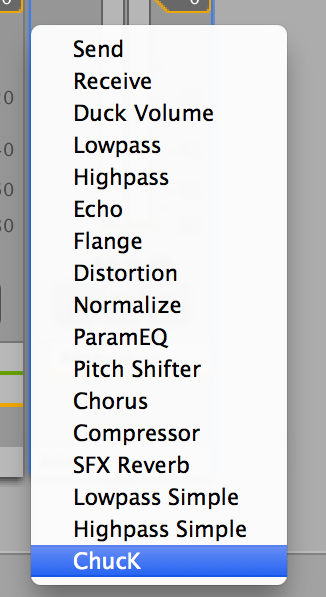 Send
Receive
Duck Volume
Lowpass
Highpass
Echo
Flange
Distortion
Normalize
ParamEQ
Pitch Shifter
Chorus
Compressor
SFX Reverb
Lowpass Simple
Highpass Simple
ChucK